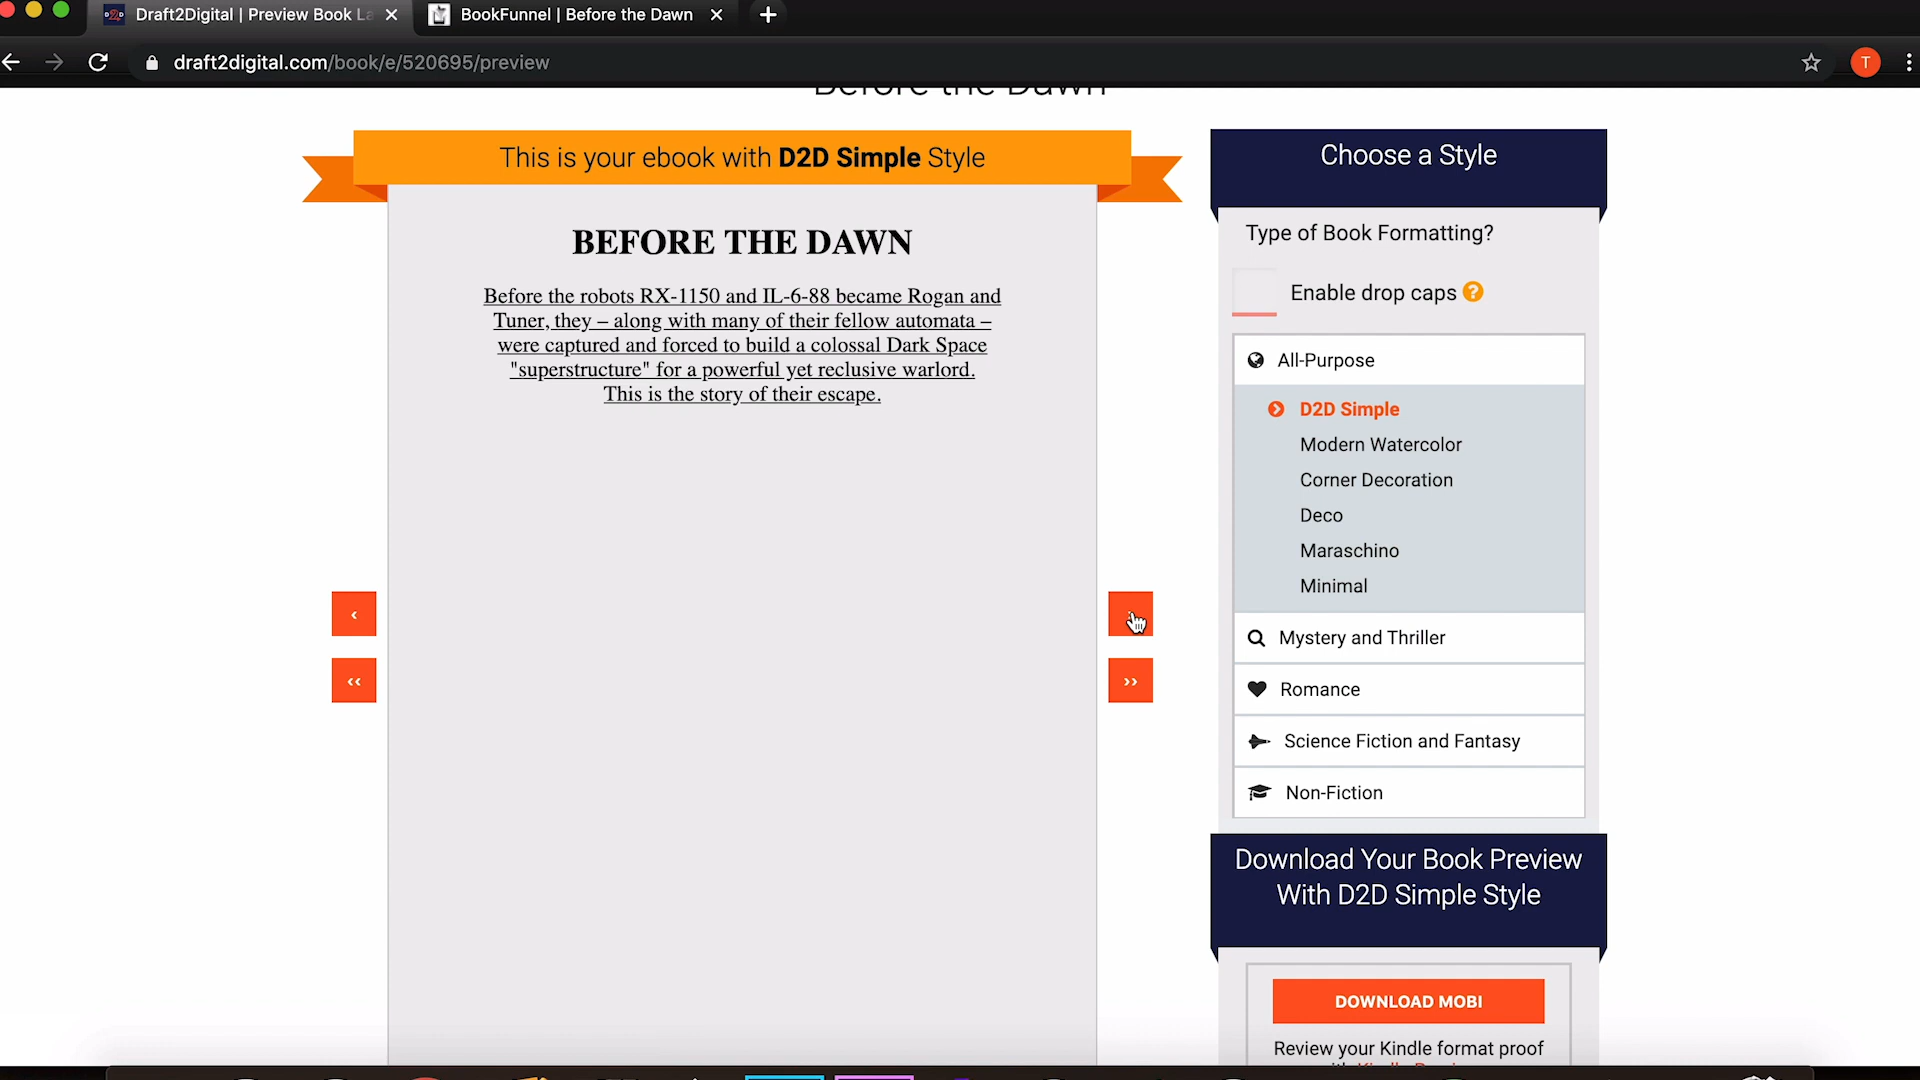 Draft2Digital | Preview Book La
BookFunnel | Before the Dawn
draft2digital.com/book/e/520695/preview
Before the Dawn
This is your ebook with D2D Simple Style
BEFORE THE DAWN
Before the robots RX-1150 and IL-6-88 became Rogan and
Tuner, they – along with many of their fellow automata –
were captured and forced to build a colossal Dark Space
"superstructure" for a powerful yet reclusive warlord.
This is the story of their escape.
‹
‹‹
››
Choose a Style
Type of Book Formatting?
Enable drop caps ?
All-Purpose
D2D Simple
Modern Watercolor
Corner Decoration
Deco
Maraschino
Minimal
Mystery and Thriller
Romance
Science Fiction and Fantasy
Non-Fiction
Download Your Book Preview
With D2D Simple Style
DOWNLOAD MOBI
Review your Kindle format proof
T